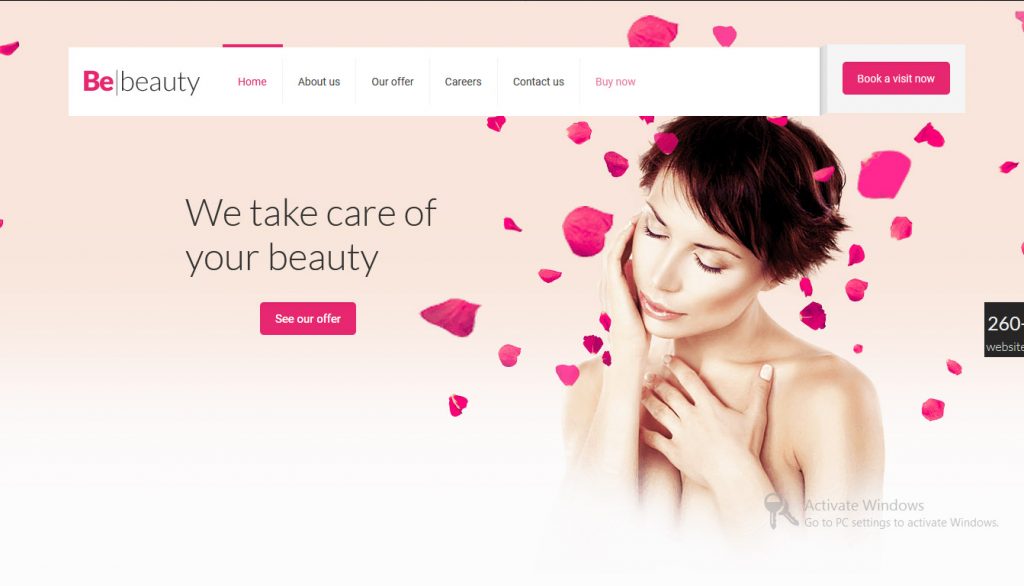 Be|beauty
Home
About us
Our offer
Careers
Contact us
Buy now
Book a visit now
We take care of
your beauty
See our offer
260
website
Activate Windows
Go to PC settings to activate Windows.